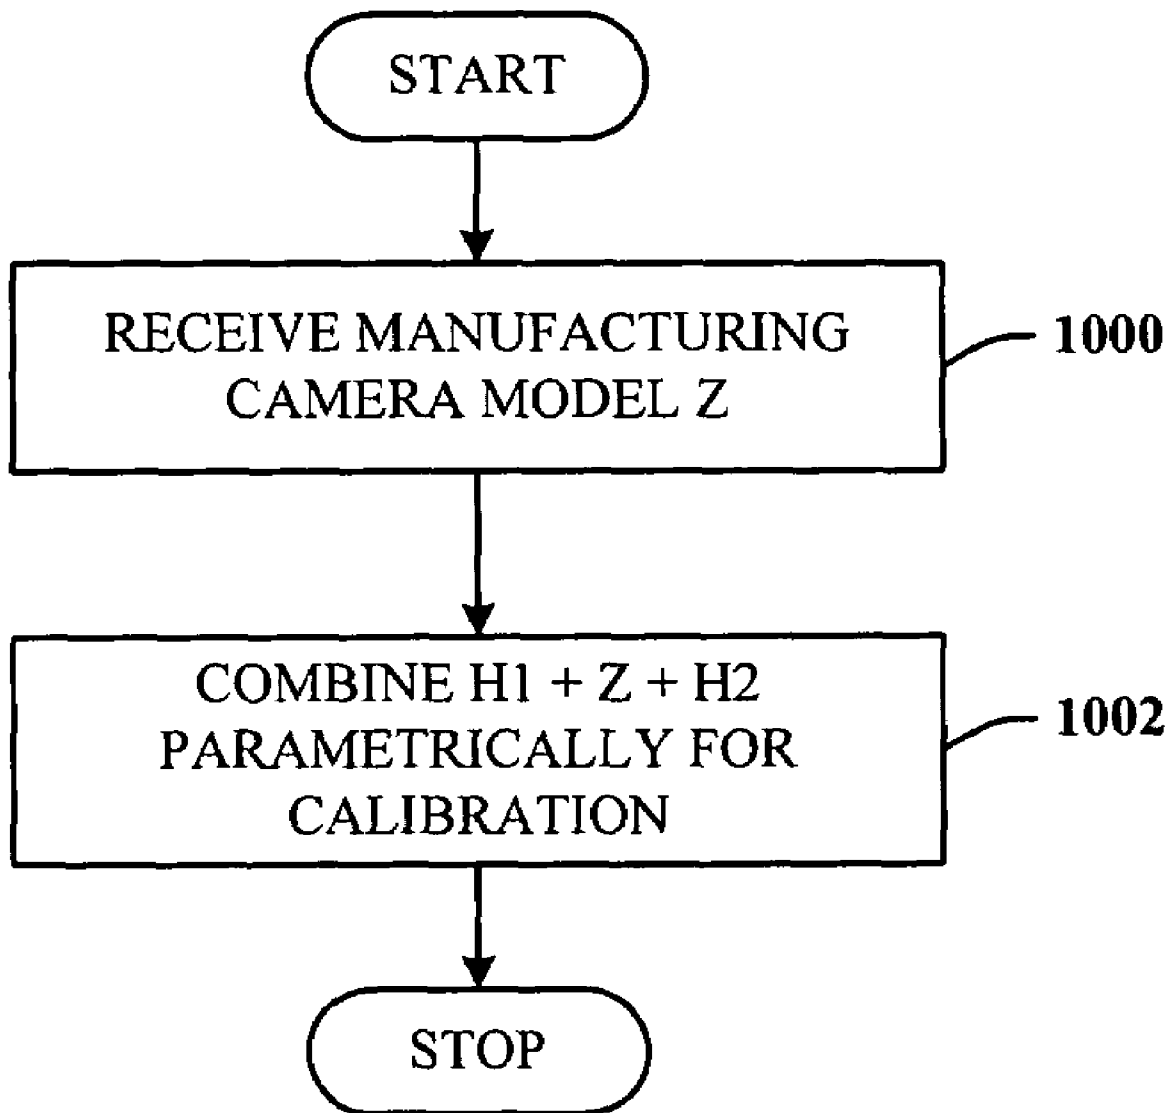 START
RECEIVE MANUFACTURING
CAMERA MODEL Z
1000
COMBINE H1 + Z + H2
PARAMETRICALLY FOR
CALIBRATION
1002
STOP